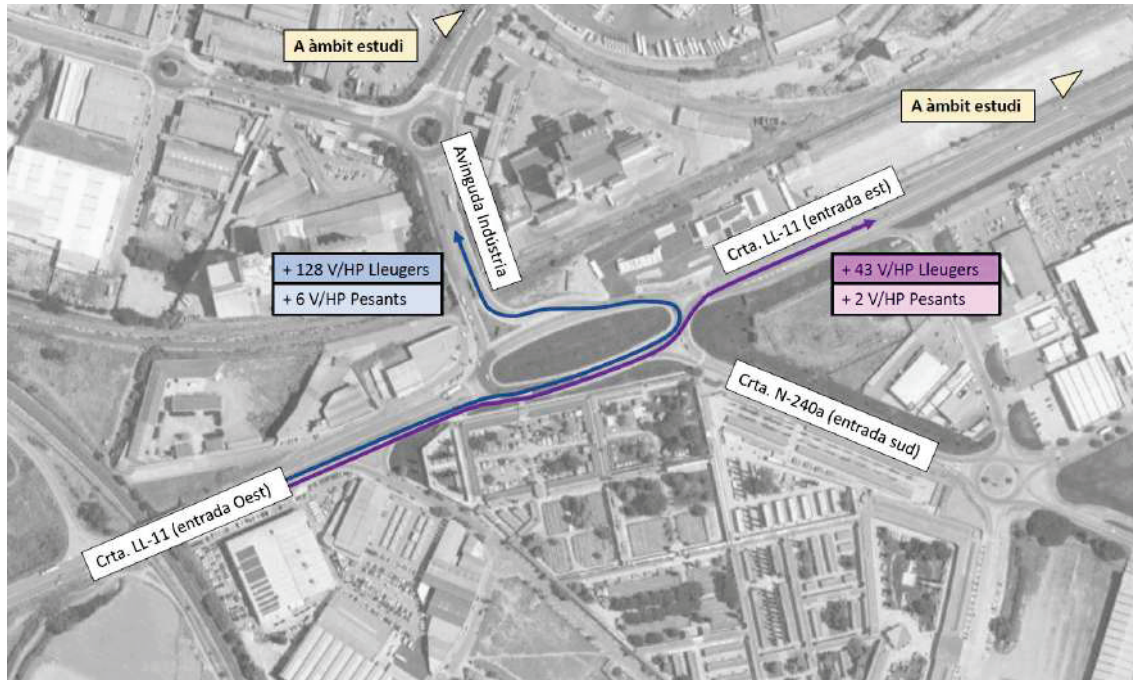 A àmbit estudi
A àmbit estudi
Avinguda Indústria
Crta. LL-11 (entrada est)
+ 128 V/HP Lleugers
+ 6 V/HP Pesants
+ 43 V/HP Lleugers
+ 2 V/HP Pesants
Crta. N-240a (entrada sud)
Crta. LL-11 (entrada Oest)